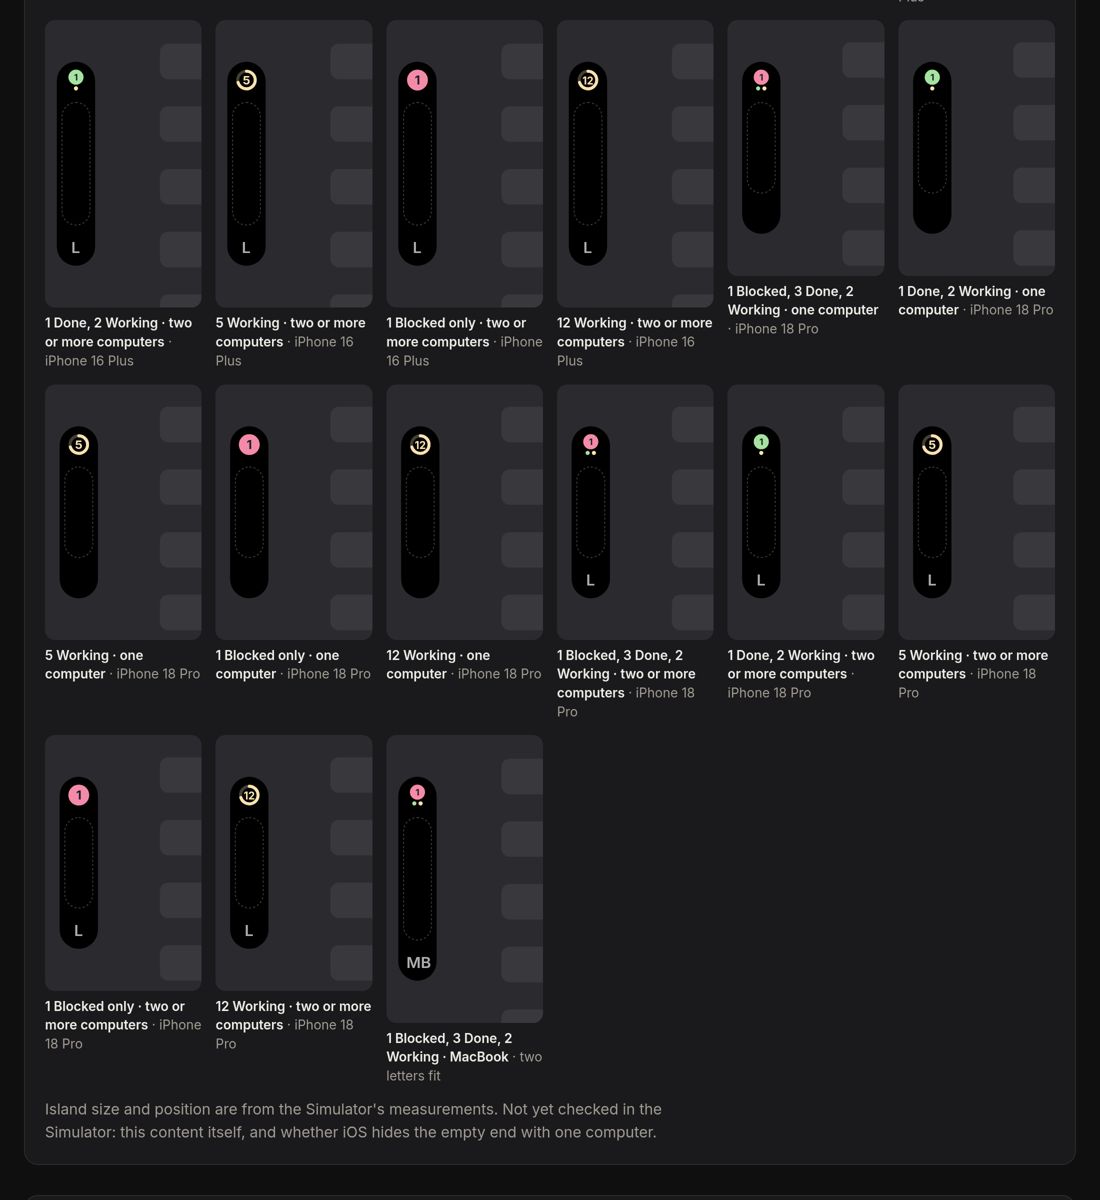 1
5
1
12
1
1
L
L
L
L
1 Done, 2 Working · two
or more computers ·
iPhone 16 Plus
5 Working · two or more
computers · iPhone 16
Plus
1 Blocked only · two or
more computers · iPhone
16 Plus
12 Working · two or more
computers · iPhone 16
Plus
1 Blocked, 3 Done, 2
Working · one computer
· iPhone 18 Pro
1 Done, 2 Working · one
computer · iPhone 18 Pro
5
1
12
1
1
5
L
L
L
5 Working · one
computer · iPhone 18 Pro
1 Blocked only · one
computer · iPhone 18 Pro
12 Working · one
computer · iPhone 18 Pro
1 Blocked, 3 Done, 2
Working · two or more
computers · iPhone 18
Pro
1 Done, 2 Working · two
or more computers ·
iPhone 18 Pro
5 Working · two or more
computers · iPhone 18
Pro
1
12
1
L
L
MB
1 Blocked only · two or
more computers · iPhone
18 Pro
12 Working · two or more
computers · iPhone 18
Pro
1 Blocked, 3 Done, 2
Working · MacBook · two
letters fit
Island size and position are from the Simulator's measurements. Not yet checked in the
Simulator: this content itself, and whether iOS hides the empty end with one computer.